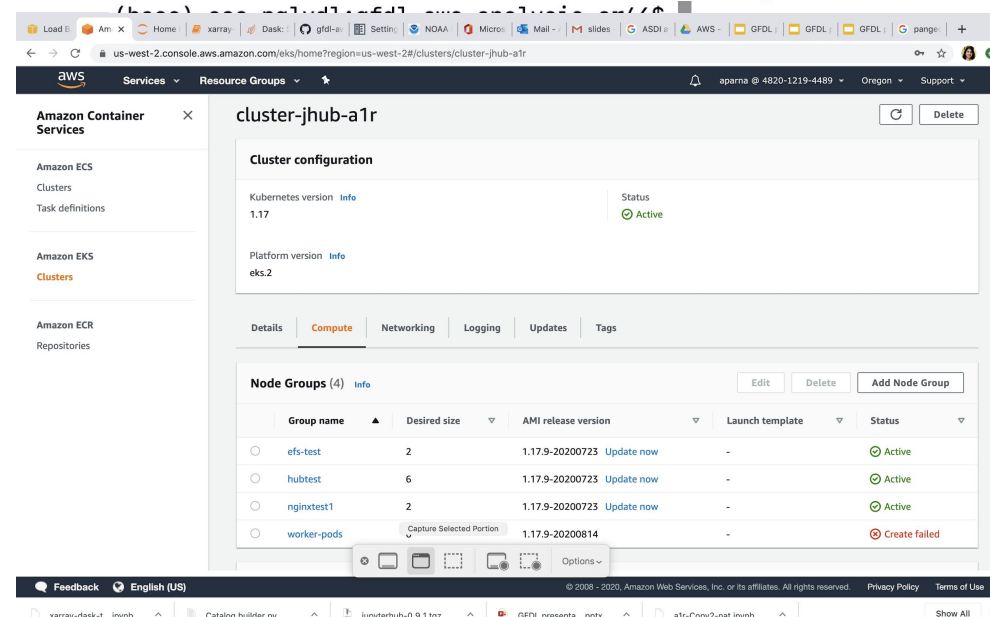 Load B
Am
Home
xarray-
Dask:
gfdl-av
Setting
NOAA
Micros
Mail -
slides
ASDI a
AWS -
GFDL
GFDL
GFDL
pange
us-west-2.console.aws.amazon.com/eks/home?region=us-west-2#/clusters/cluster-jhub-a1r
aws Services Resource Groups aparna @ 4820-1219-4489 Oregon Support
Amazon Container Services
Amazon ECS
Clusters
Task definitions
Amazon EKS
Clusters
Amazon ECR
Repositories
cluster-jhub-a1r
Delete
Cluster configuration
Kubernetes version Info
1.17
Status
Active
Platform version Info
eks.2
Details Compute Networking Logging Updates Tags
Node Groups (4) Info
Edit Delete Add Node Group
Group name Desired size AMI release version Launch template Status
efs-test 2 1.17.9-20200723 Update now - Active
hubtest 6 1.17.9-20200723 Update now - Active
nginxtest1 2 1.17.9-20200723 Update now - Active
Capture Selected Portion
worker-pods 1.17.9-20200814 - Create failed
Options
Feedback English (US) © 2008 - 2020, Amazon Web Services, Inc. or its affiliates. All rights reserved. Privacy Policy Terms of Use
xarray-dask-t....ipynb Catalog builder.py jupyterhub-0.9.1.tgz GFDL presenta...pptx a1r-Copy2-pat.ipynb Show All